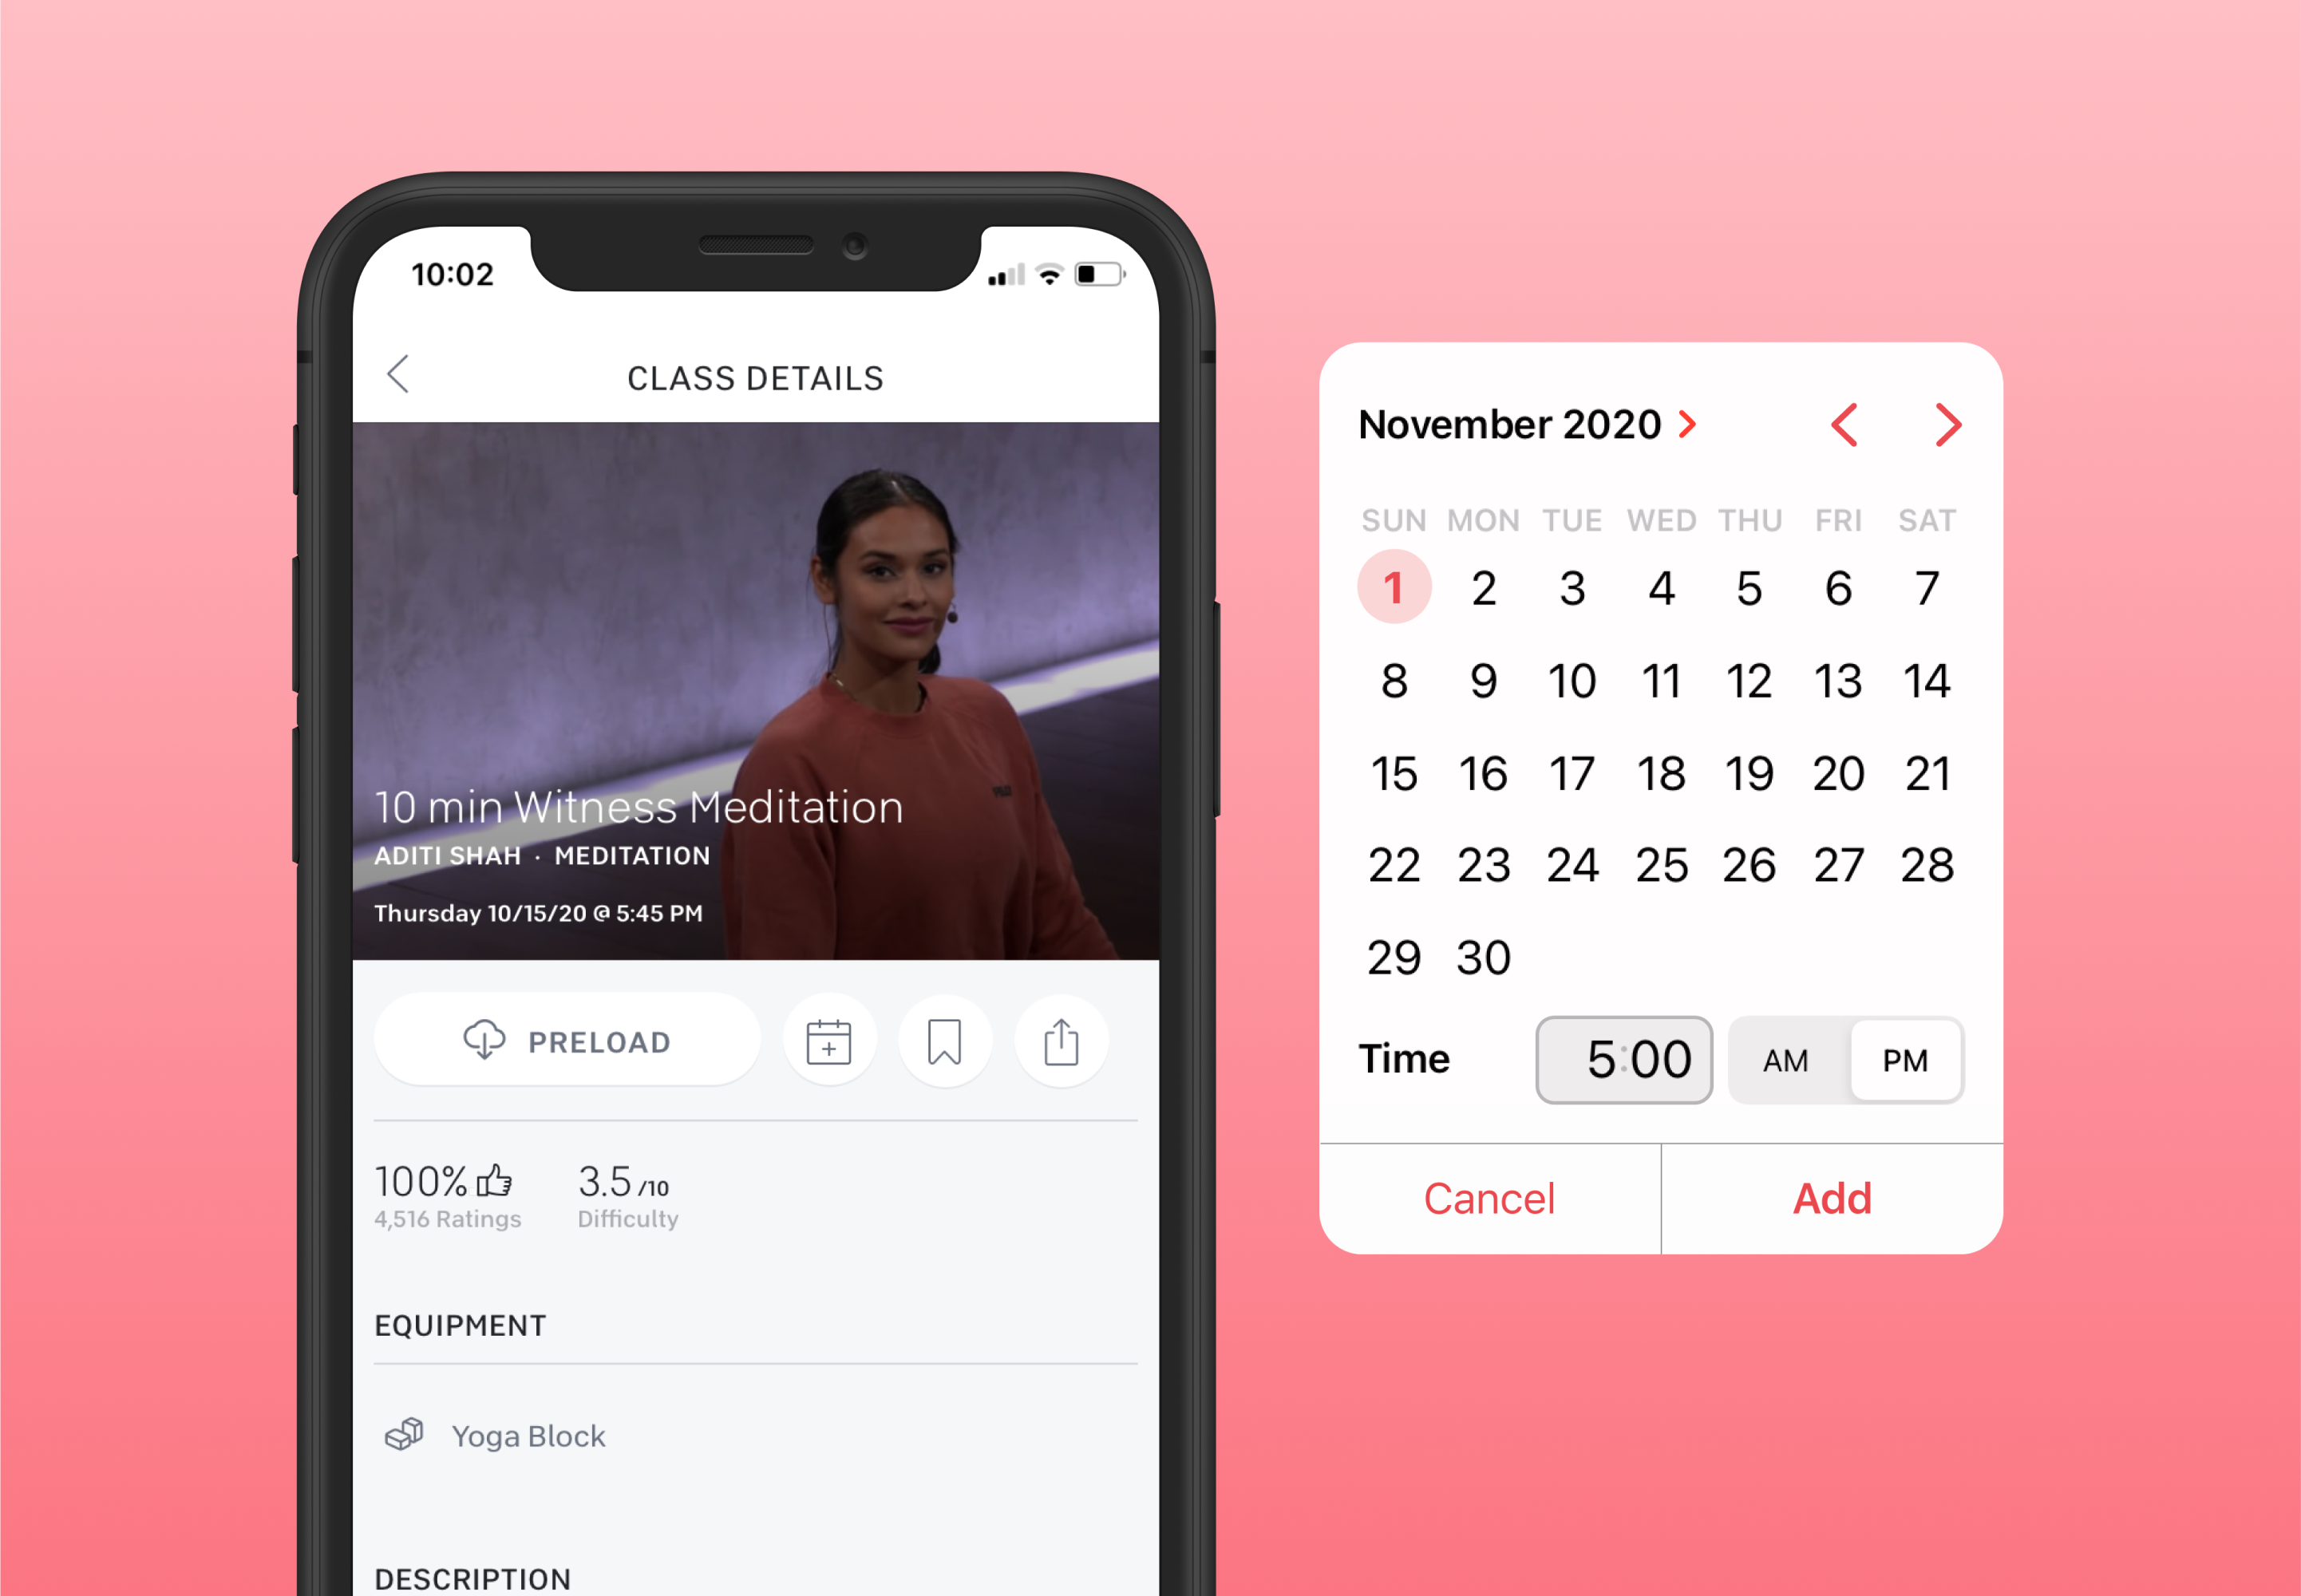 10:02
CLASS DETAILS
10 min Witness Meditation
ADITI SHAH · MEDITATION
Thursday 10/15/20 @ 5:45 PM
PRELOAD
100%
4,516 Ratings
3.5 /10
Difficulty
EQUIPMENT
Yoga Block
DESCRIPTION
November 2020
SUN MON TUE WED THU FRI SAT
1 2 3 4 5 6 7
8 9 10 11 12 13 14
15 16 17 18 19 20 21
22 23 24 25 26 27 28
29 30
Time 5:00 AM PM
Cancel Add